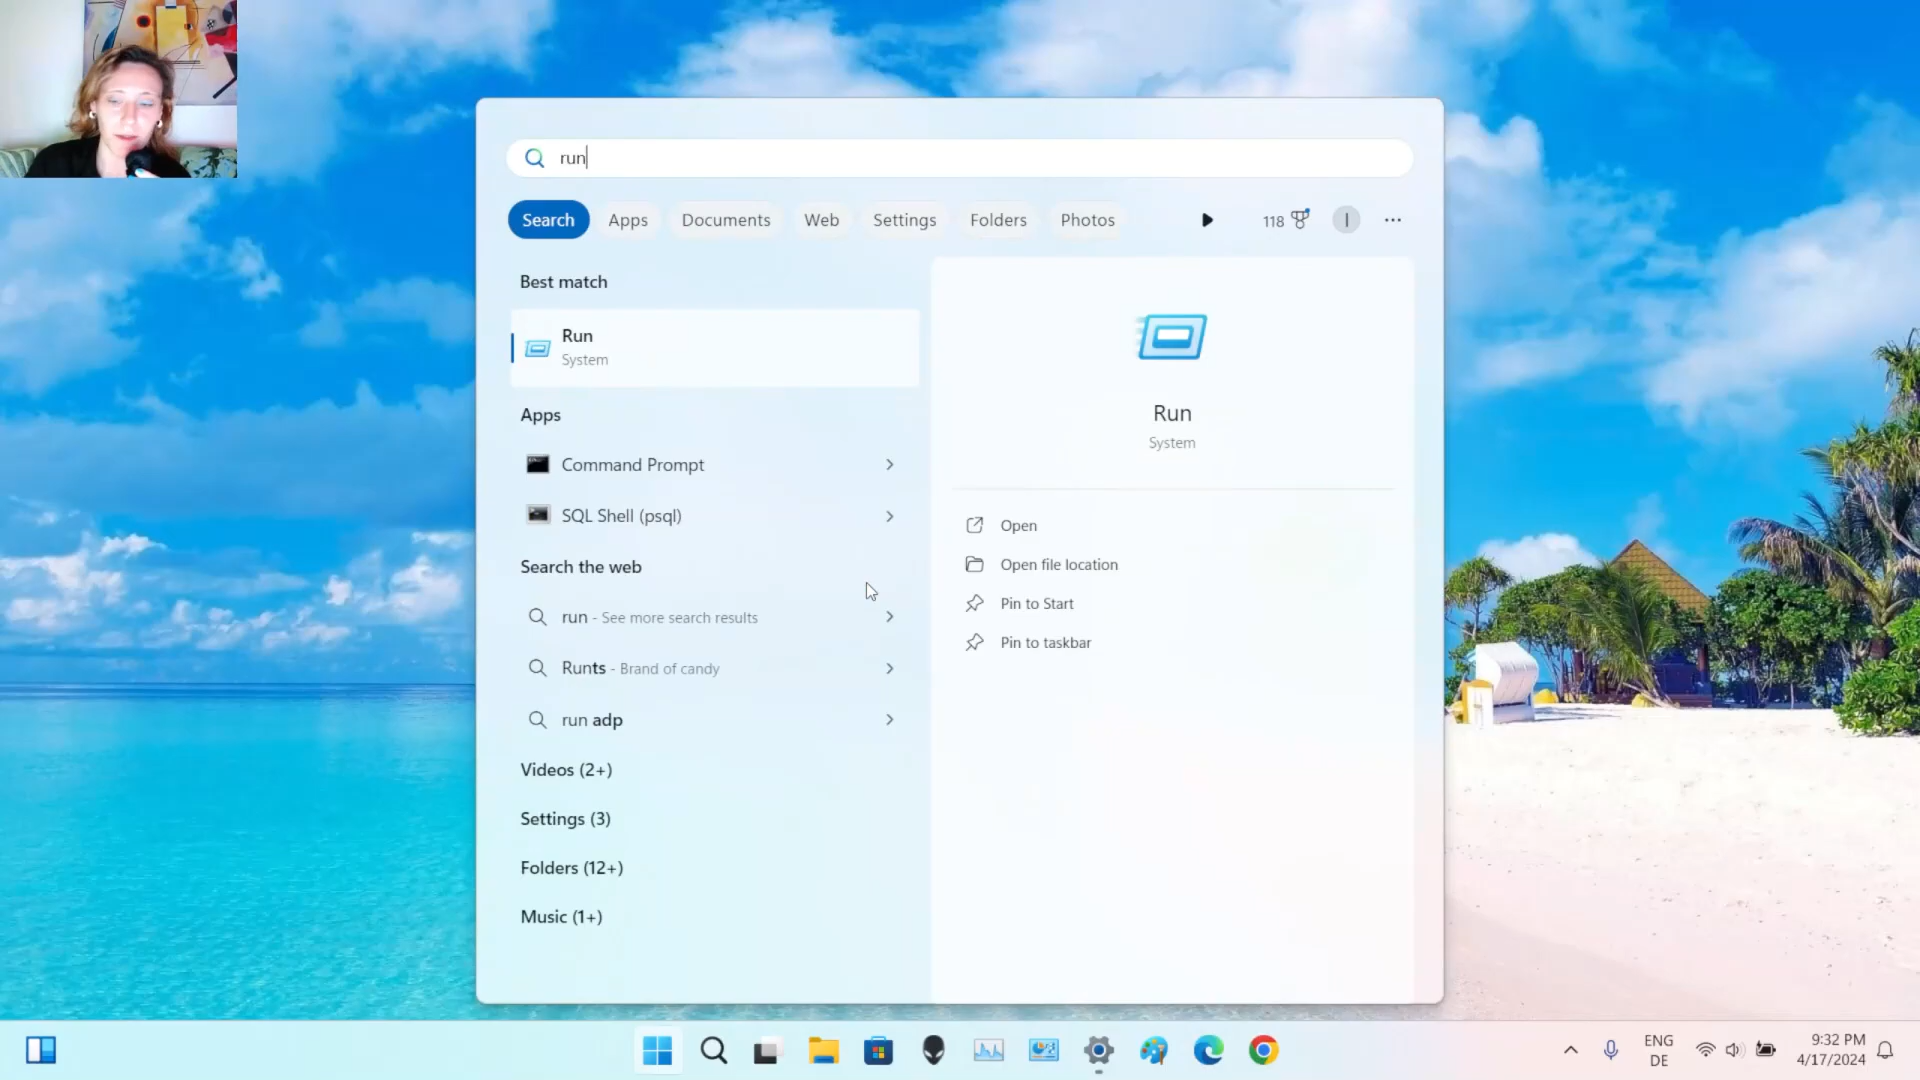 run
Search Apps Documents Web Settings Folders Photos 118 I
Best match
Run
System
Apps
Command Prompt
SQL Shell (psql)
Search the web
run - See more search results
Runts - Brand of candy
run adp
Videos (2+)
Settings (3)
Folders (12+)
Music (1+)
Run
System
Open
Open file location
Pin to Start
Pin to taskbar
ENG
DE
9:32 PM
4/17/2024